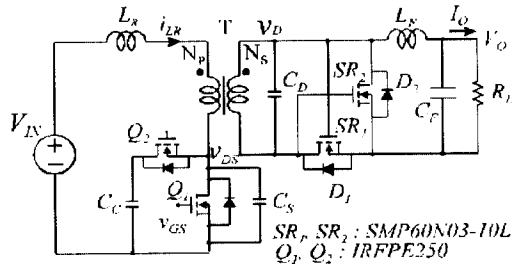 L_R i_LR T v_D L_F I_O
N_P N_S V_O
C_D SR_2 D_2 C_F R_L
V_IN Q_2 SR_1
v_DS
C_C Q_1 C_S D_1
v_GS
SR_1, SR_2 : SMP60N03-10L
Q_1, Q_2 : IRFPE250